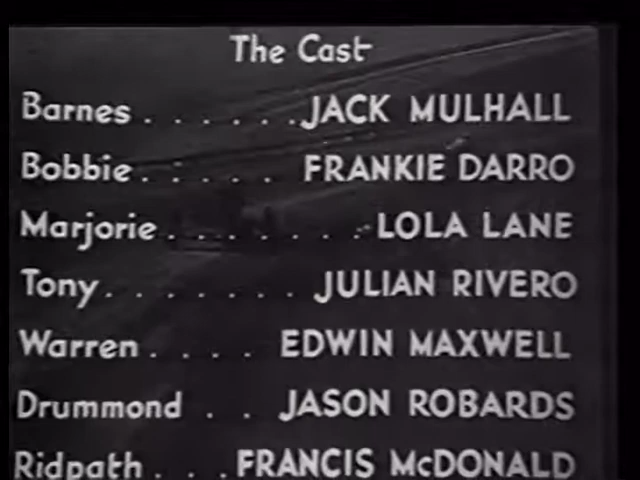 The Cast
Barnes . . . . . . . JACK MULHALL
Bobbie . . . . . FRANKIE DARRO
Marjorie . . . . . . . LOLA LANE
Tony . . . . . . . JULIAN RIVERO
Warren . . . . EDWIN MAXWELL
Drummond . . JASON ROBARDS
Ridpath . . . FRANCIS McDONALD